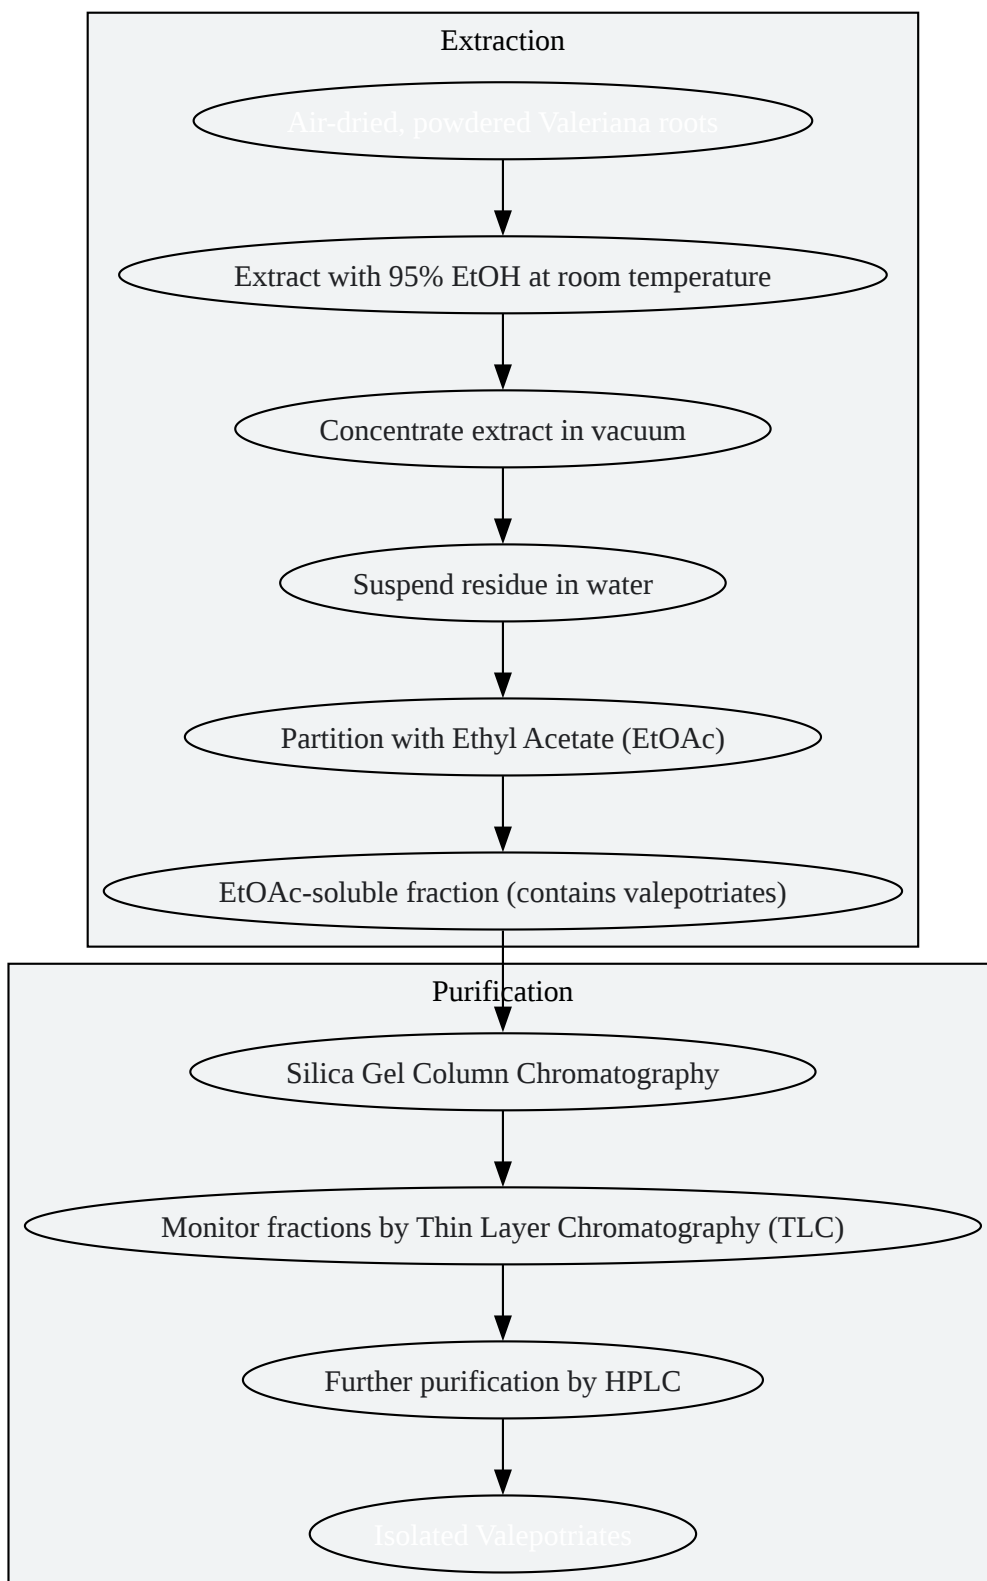 Extraction
Air-dried, powdered Valeriana roots
Extract with 95% EtOH at room temperature
Concentrate extract in vacuum
Suspend residue in water
Partition with Ethyl Acetate (EtOAc)
EtOAc-soluble fraction (contains valepotriates)
Purification
Silica Gel Column Chromatography
Monitor fractions by Thin Layer Chromatography (TLC)
Further purification by HPLC
Isolated Valepotriates